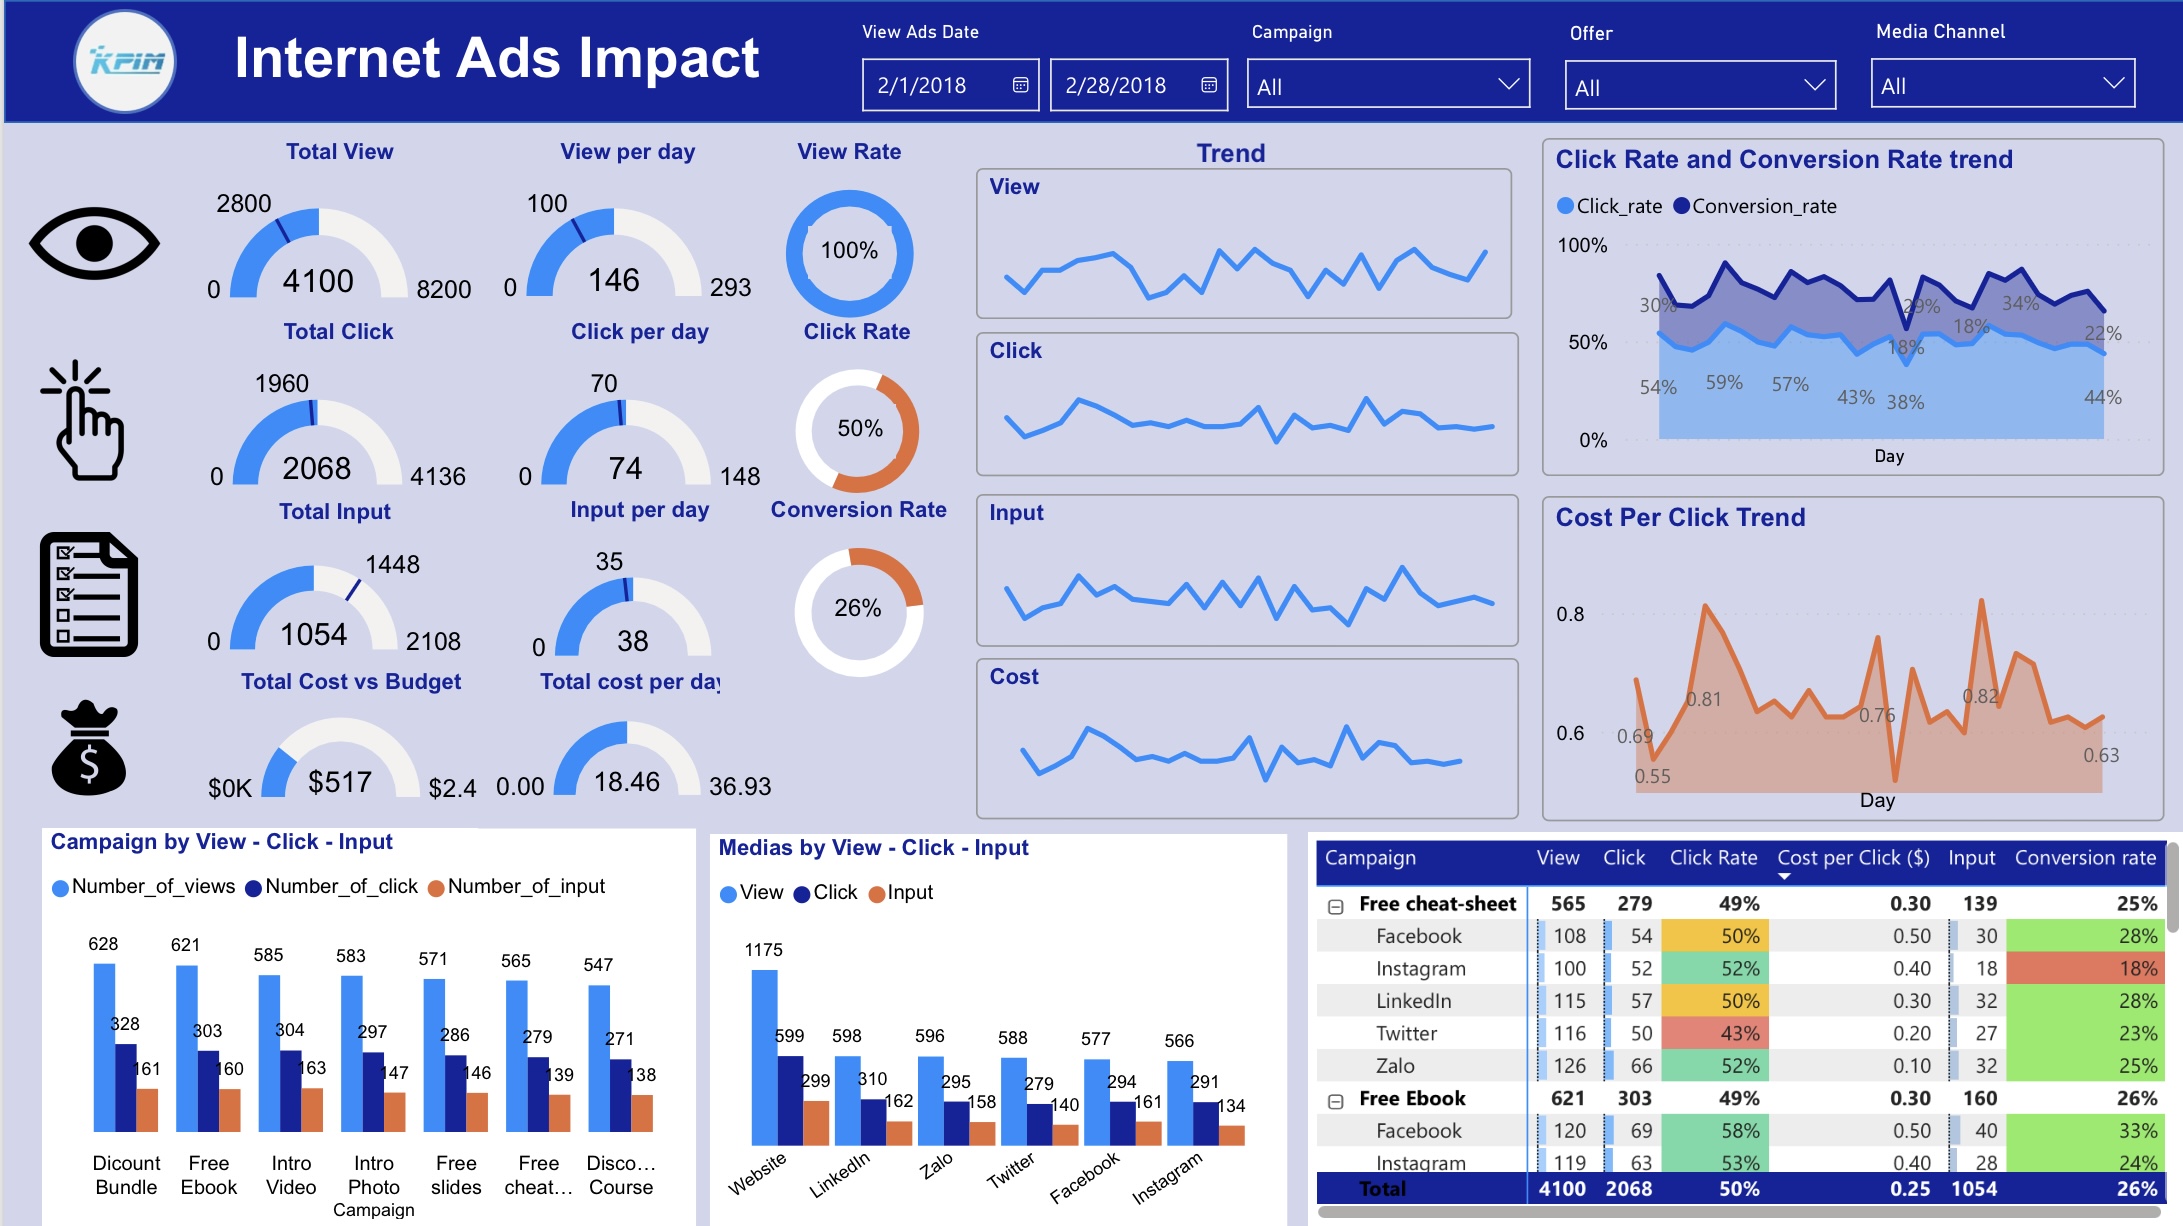 KPIM
Internet Ads Impact
View Ads Date
Campaign
Offer
Media Channel
2/1/2018
2/28/2018
All
All
All
Total View
View per day
View Rate
2800
0
4100
8200
100
0
146
293
100%
Total Click
Click per day
Click Rate
1960
0
2068
4136
70
0
74
148
50%
Total Input
Input per day
Conversion Rate
1448
0
1054
2108
35
0
38
26%
Total Cost vs Budget
Total cost per day
$0K
$517
$2.4
0.00
18.46
36.93
$
Trend
View
Click
Input
Cost
Click Rate and Conversion Rate trend
Click_rate
Conversion_rate
100%
50%
0%
30%
29%
34%
18%
22%
18%
54%
59%
57%
43%
38%
44%
Day
Cost Per Click Trend
0.8
0.6
0.69
0.55
0.81
0.76
0.82
0.63
Day
Campaign by View - Click - Input
Number_of_views
Number_of_click
Number_of_input
628
328
161
621
303
160
585
304
163
583
297
147
571
286
146
565
279
139
547
271
138
Dicount Bundle
Free Ebook
Intro Video
Intro Photo
Free slides
Free cheat…
Disco… Course
Campaign
Medias by View - Click - Input
View
Click
Input
1175
599
299
598
310
162
596
295
158
588
279
140
577
294
161
566
291
134
Website
LinkedIn
Zalo
Twitter
Facebook
Instagram
Campaign View Click Click Rate Cost per Click ($) Input Conversion rate
Free cheat-sheet 565 279 49% 0.30 139 25%
Facebook 108 54 50% 0.50 30 28%
Instagram 100 52 52% 0.40 18 18%
LinkedIn 115 57 50% 0.30 32 28%
Twitter 116 50 43% 0.20 27 23%
Zalo 126 66 52% 0.10 32 25%
Free Ebook 621 303 49% 0.30 160 26%
Facebook 120 69 58% 0.50 40 33%
Instagram 119 63 53% 0.40 28 24%
Total 4100 2068 50% 0.25 1054 26%